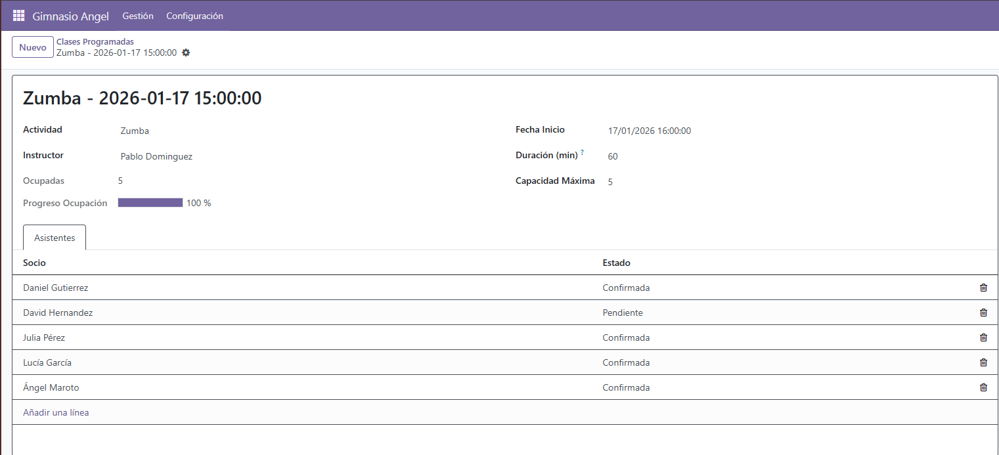 Gimnasio Angel Gestión Configuración
Nuevo
Clases Programadas
Zumba - 2026-01-17 15:00:00
Zumba - 2026-01-17 15:00:00
Actividad Zumba Fecha Inicio 17/01/2026 16:00:00
Instructor Pablo Dominguez Duración (min) ? 60
Ocupadas 5 Capacidad Máxima 5
Progreso Ocupación 100 %
Asistentes
Socio Estado
Daniel Gutierrez Confirmada
David Hernandez Pendiente
Julia Pérez Confirmada
Lucía García Confirmada
Ángel Maroto Confirmada
Añadir una línea